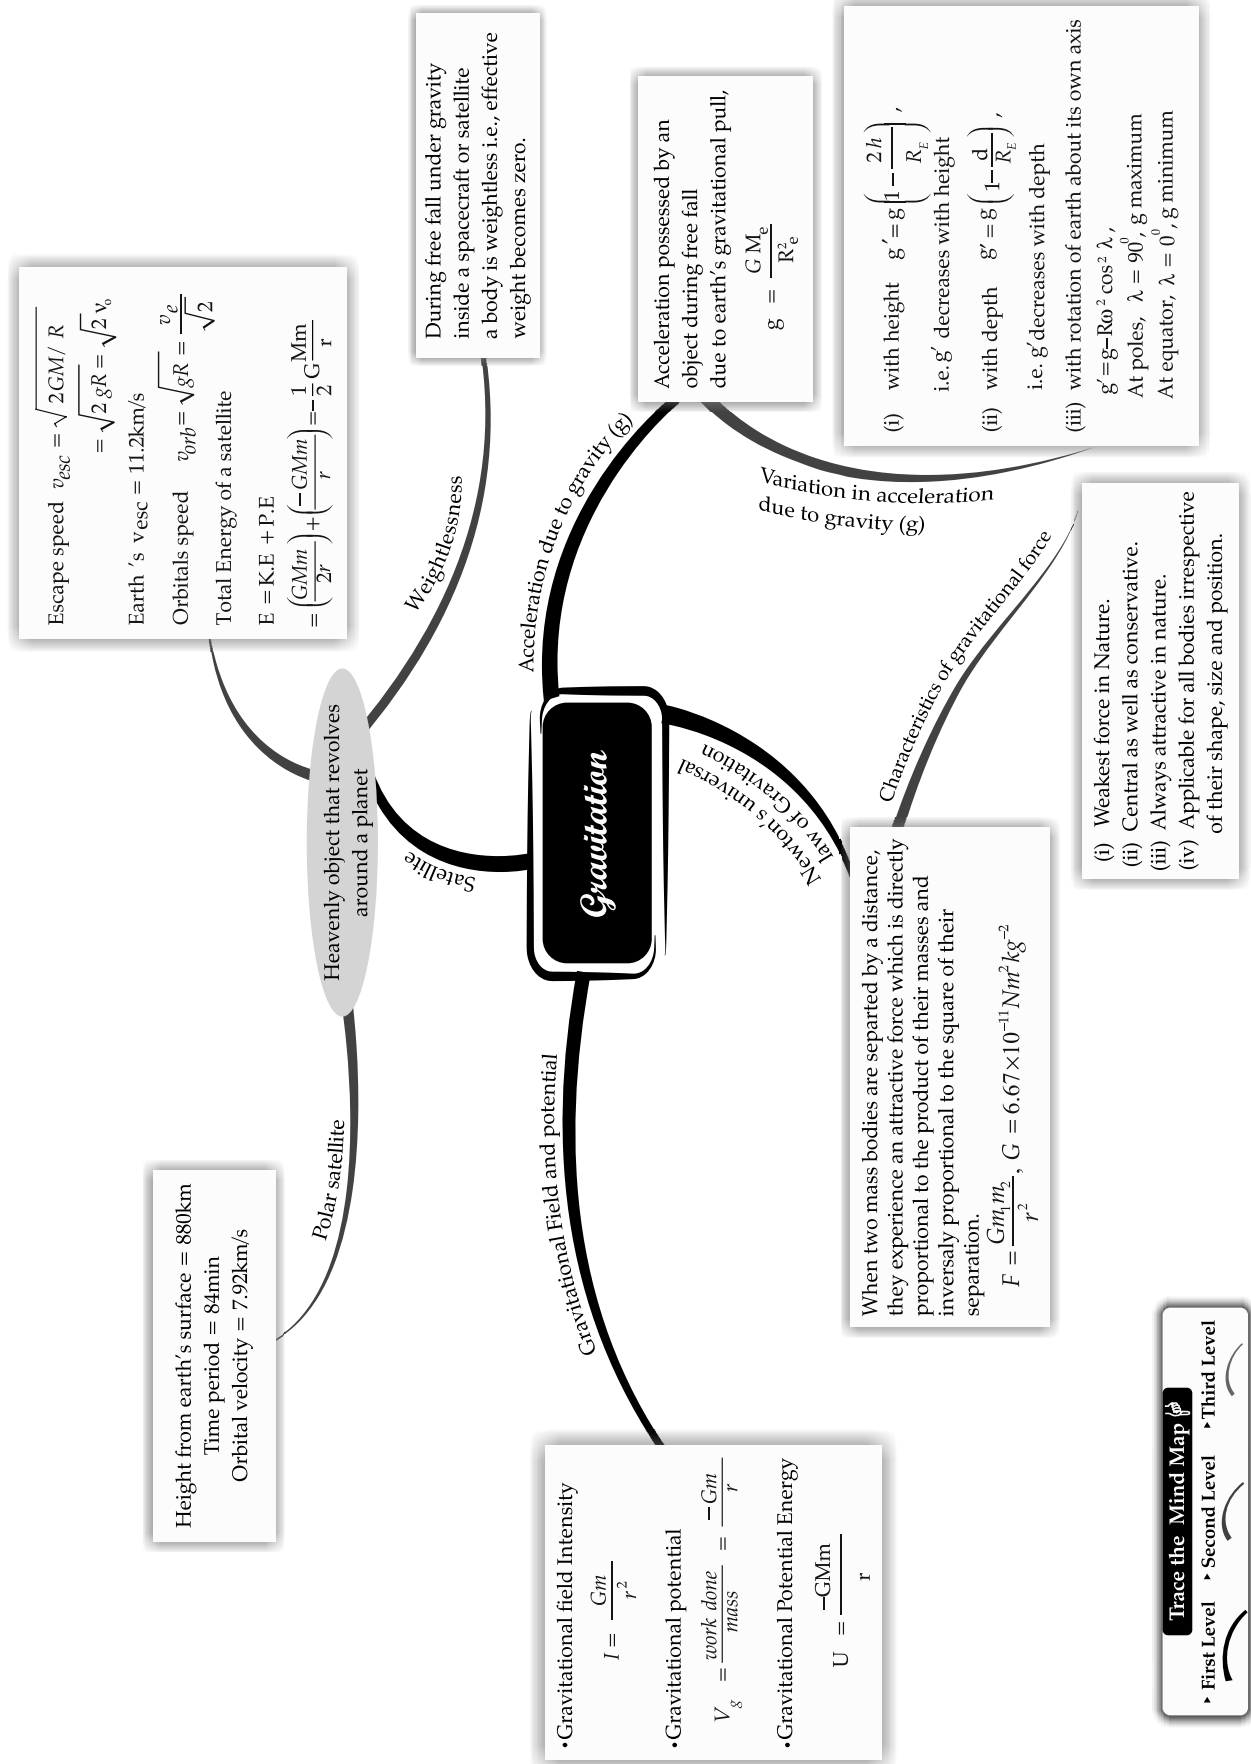 Gravitation
Satellite
Heavenly object that revolves
around a planet
Polar satellite
Height from earth's surface = 880km
Time period = 84min
Orbital velocity = 7.92km/s
Escape speed v_esc = √2GM/ R
= √2 gR = √2 v_o
Earth 's v_esc = 11.2km/s
Orbitals speed v_orb = √gR = v_e/√2
Total Energy of a satellite
E = K.E + P.E
= (GMm/2r) + (−GMm/r) = −1/2 G Mm/r
Weightlessness
During free fall under gravity
inside a spacecraft or satellite
a body is weightless i.e., effective
weight becomes zero.
Acceleration due to gravity (g)
Acceleration possessed by an
object during free fall
due to earth's gravitational pull,
g = G M_e / R_e²
Variation in acceleration
due to gravity (g)
(i) with height g′ = g (1 − 2h/R_E) ,
i.e. g′ decreases with height
(ii) with depth g′ = g (1 − d/R_E) ,
i.e. g′ decreases with depth
(iii) with rotation of earth about its own axis
g′ = g−Rω² cos² λ ,
At poles, λ = 90⁰, g maximum
At equator, λ = 0⁰, g minimum
Newton's universal
law of Gravitation
When two mass bodies are separted by a distance,
they experience an attractive force which is directly
proportional to the product of their masses and
inversaly proportional to the square of their
separation.
F = Gm₁m₂/r² , G = 6.67×10⁻¹¹ Nm² kg⁻²
Characteristics of gravitational force
(i) Weakest force in Nature.
(ii) Central as well as conservative.
(iii) Always attractive in nature.
(iv) Applicable for all bodies irrespective
of their shape, size and position.
Gravitational Field and potential
•Gravitational field Intensity
I = Gm/r²
•Gravitational potential
V_g = work done/mass = −Gm/r
•Gravitational Potential Energy
U = −GMm/r
Trace the Mind Map
▸ First Level ▸ Second Level ▸ Third Level